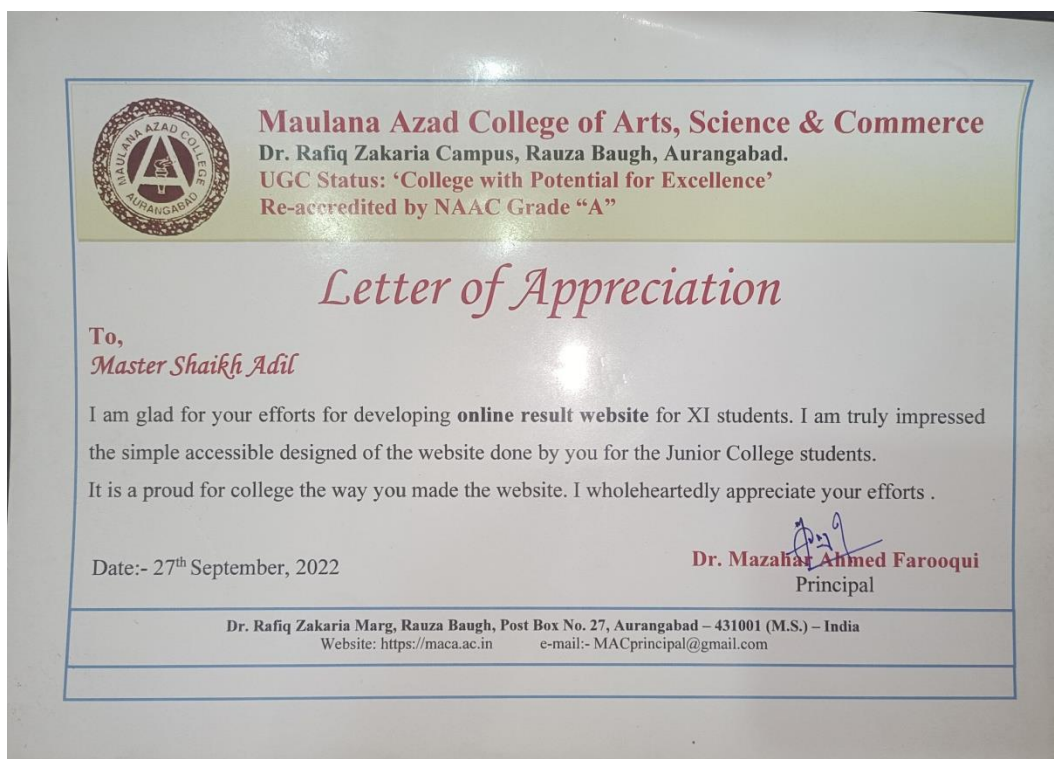 MAULANA AZAD COLLEGE
AURANGABAD
Maulana Azad College of Arts, Science & Commerce
Dr. Rafiq Zakaria Campus, Rauza Baugh, Aurangabad.
UGC Status: ‘College with Potential for Excellence’
Re-accredited by NAAC Grade “A”
Letter of Appreciation
To,
Master Shaikh Adil
I am glad for your efforts for developing online result website for XI students. I am truly impressed
the simple accessible designed of the website done by you for the Junior College students.
It is a proud for college the way you made the website. I wholeheartedly appreciate your efforts .
Date:- 27th September, 2022
Dr. Mazahar Ahmed Farooqui
Principal
Dr. Rafiq Zakaria Marg, Rauza Baugh, Post Box No. 27, Aurangabad – 431001 (M.S.) – India
Website: https://maca.ac.in e-mail:- MACprincipal@gmail.com